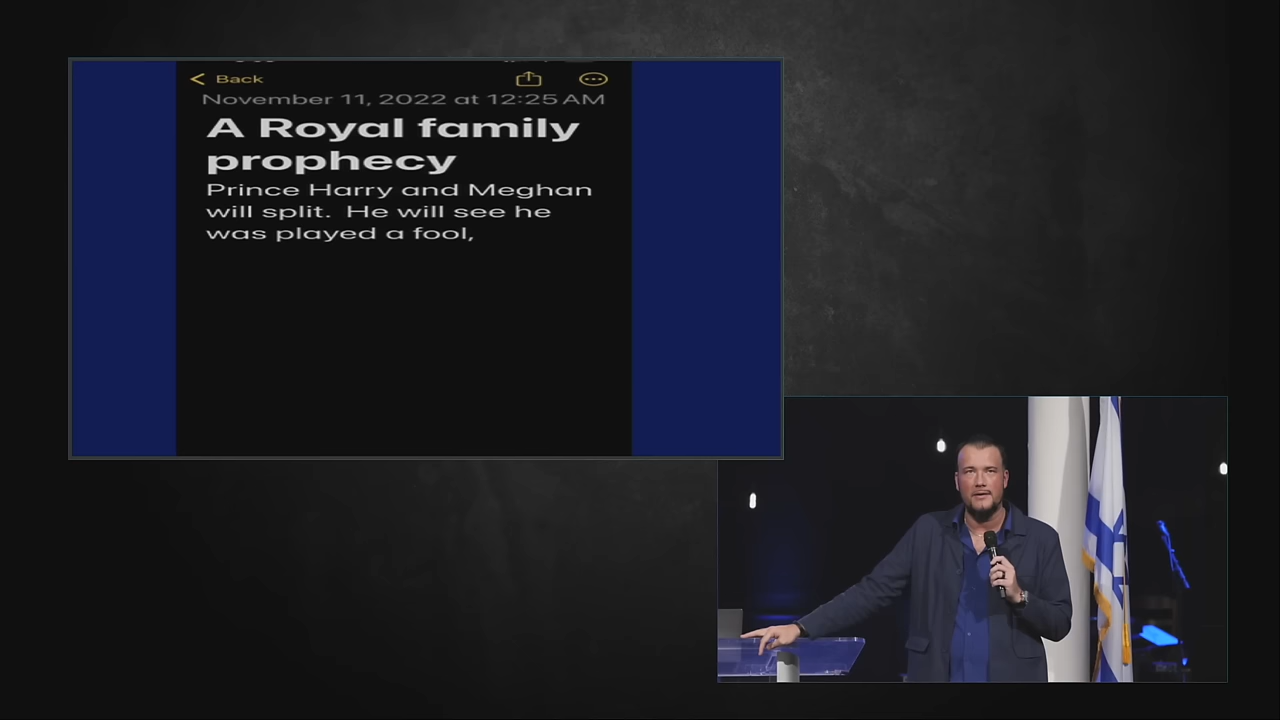 Back
November 11, 2022 at 12:25 AM
A Royal family
prophecy
Prince Harry and Meghan
will split. He will see he
was played a fool,